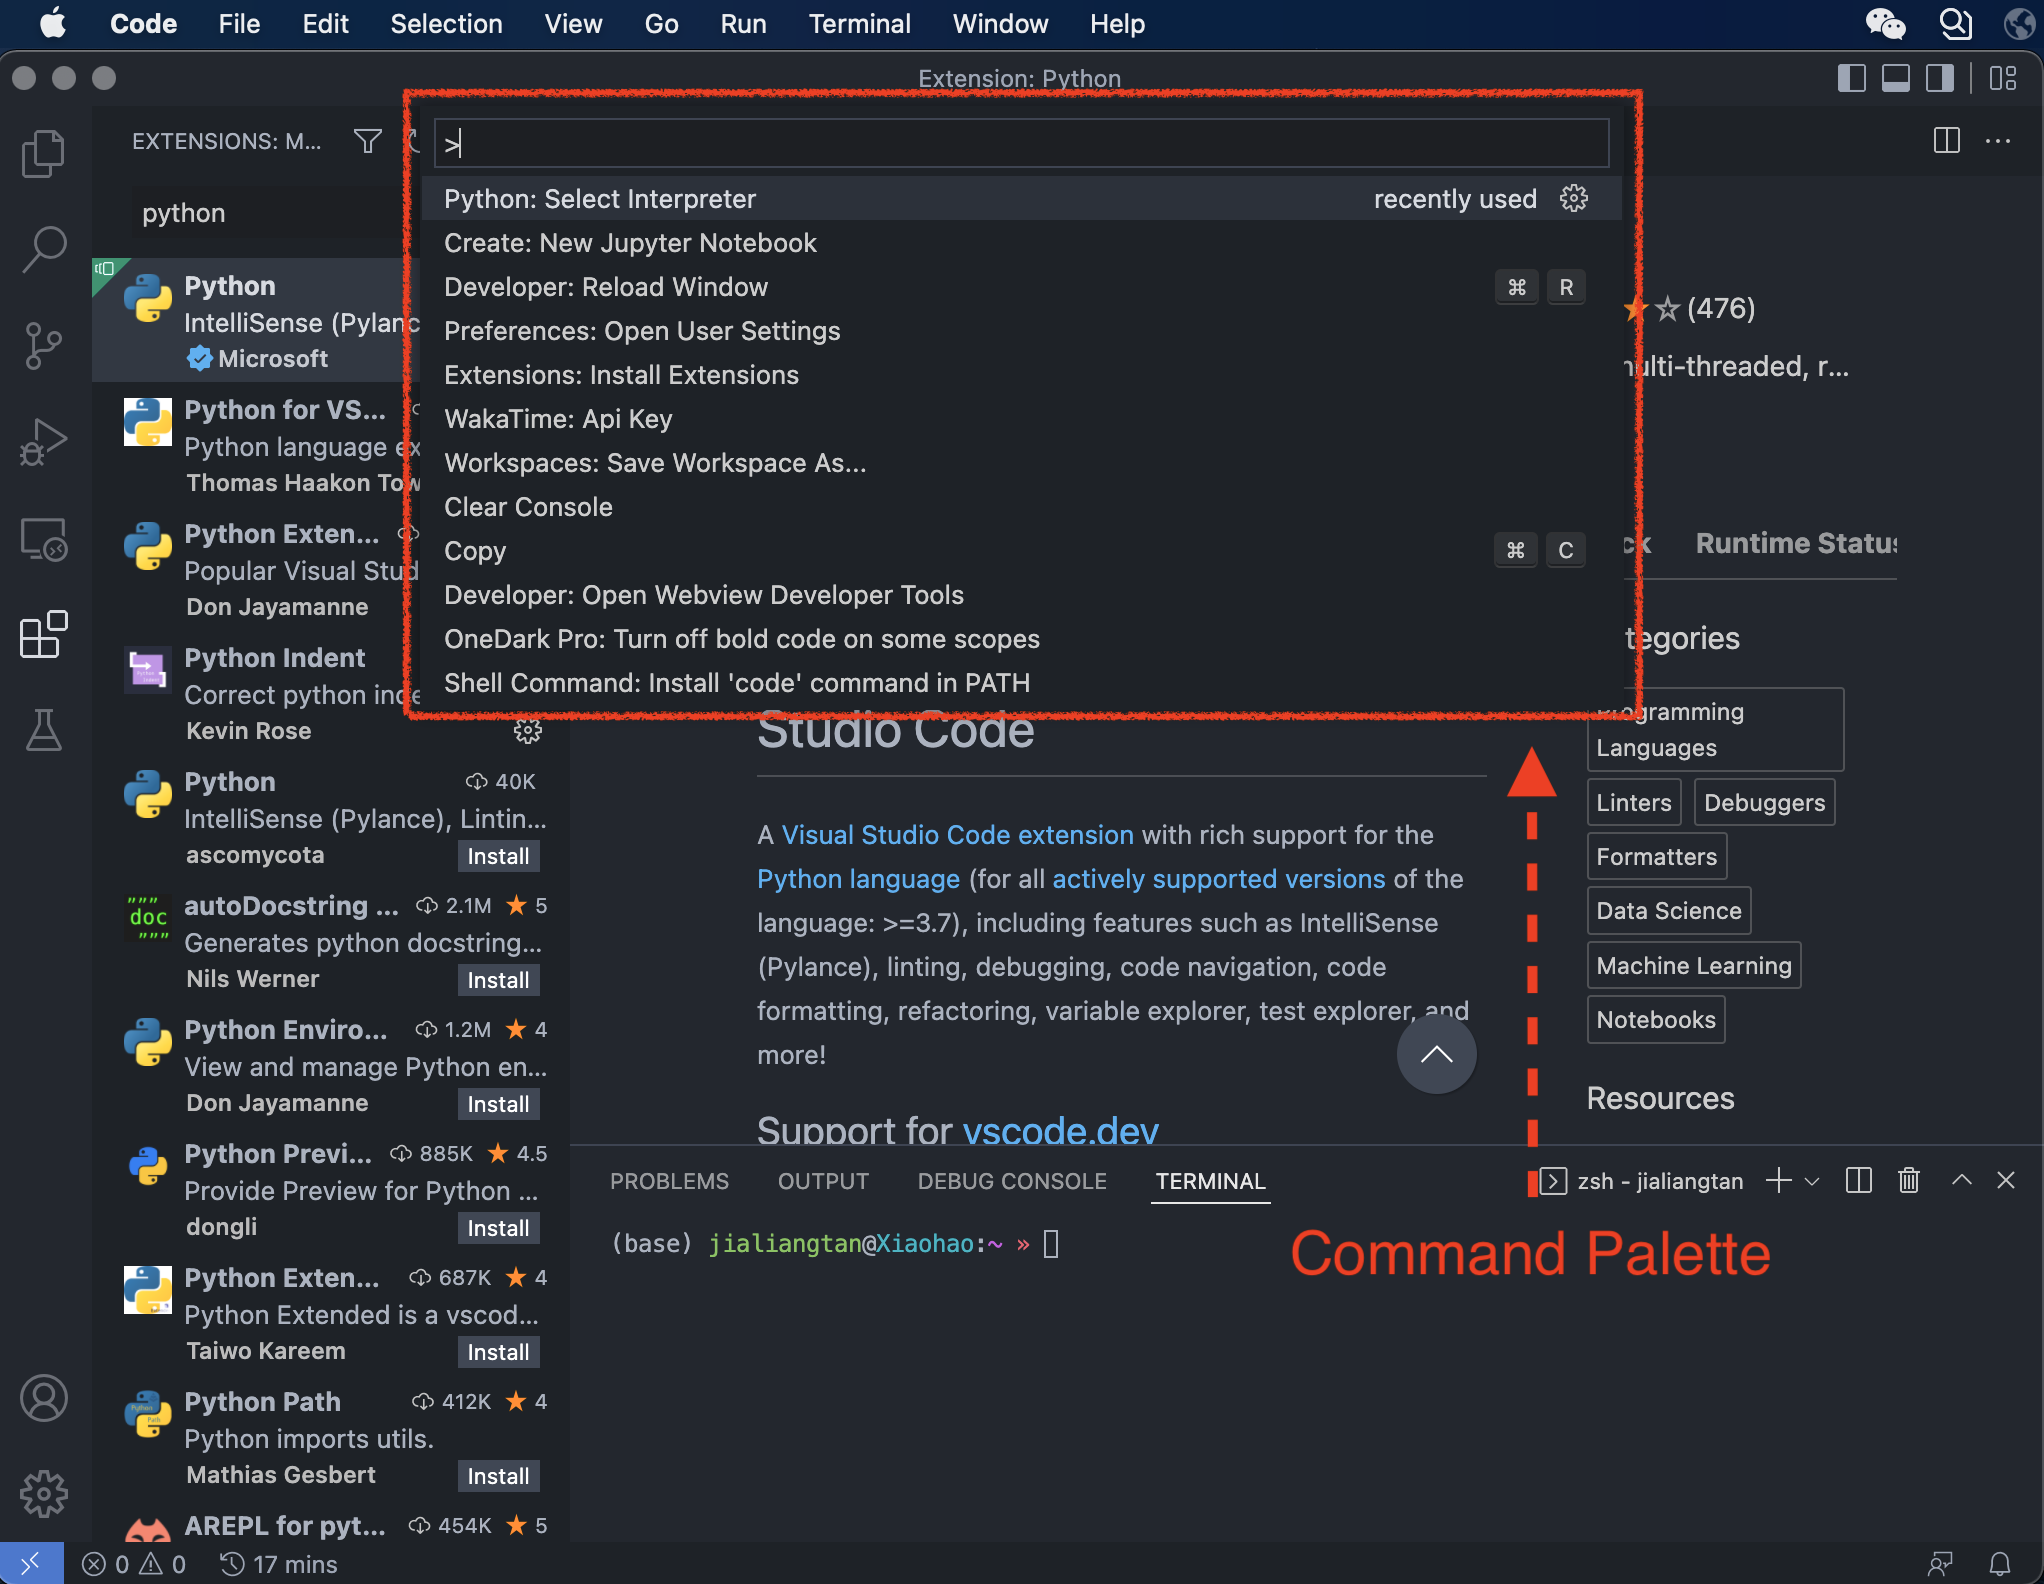 Code File Edit Selection View Go Run Terminal Window Help
Extension: Python
EXTENSIONS: M...
python
Python
IntelliSense (Pylanc
Microsoft
Python for VS...
Python language ex
Thomas Haakon Tow
Python Exten...
Popular Visual Stud
Don Jayamanne
Python Indent
Correct python inde
Kevin Rose
Python 40K
IntelliSense (Pylance), Lintin...
ascomycota Install
""" doc """
autoDocstring ... 2.1M 5
Generates python docstring...
Nils Werner Install
Python Enviro... 1.2M 4
View and manage Python en...
Don Jayamanne Install
Python Previ... 885K 4.5
Provide Preview for Python ...
dongli Install
Python Exten... 687K 4
Python Extended is a vscod...
Taiwo Kareem Install
Python Path 412K 4
Python imports utils.
Mathias Gesbert Install
AREPL for pyt... 454K 5
>
Python: Select Interpreter recently used
Create: New Jupyter Notebook
Developer: Reload Window ⌘ R
Preferences: Open User Settings
Extensions: Install Extensions
WakaTime: Api Key
Workspaces: Save Workspace As...
Clear Console
Copy ⌘ C
Developer: Open Webview Developer Tools
OneDark Pro: Turn off bold code on some scopes
Shell Command: Install 'code' command in PATH
(476)
ulti-threaded, r...
ck Runtime Status
Studio Code
A Visual Studio Code extension with rich support for the
Python language (for all actively supported versions of the
language: >=3.7), including features such as IntelliSense
(Pylance), linting, debugging, code navigation, code
formatting, refactoring, variable explorer, test explorer, and
more!
Support for vscode.dev
tegories
Programming
Languages
Linters Debuggers
Formatters
Data Science
Machine Learning
Notebooks
Resources
PROBLEMS OUTPUT DEBUG CONSOLE TERMINAL zsh - jialiangtan
(base) jialiangtan@Xiaohao:~ »
Command Palette
0 0 17 mins